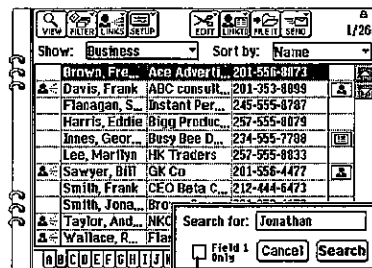 VIEW FILTER LINKS SETUP EDIT LINKTO FILE IT SEND 1/26
Show: Business Sort by: Name
Brown, Fre... Ace Adverti... 201-556-8073
Davis, Frank ABC consult... 201-353-8899
Flanagan, S... Instant Per... 245-555-8787
Harris, Eddie Bigg Produc... 257-555-8079
Innes, Geor... Busy Bee D... 234-555-7788
Lee, Marilyn HK Traders 257-555-8833
Sawyer, Bill GK Co 201-556-4477
Smith, Frank CEO Beta C... 212-444-6473
Smith, Jona...
Taylor, And... NKC
Wallace, R... Fla
Search for: Jonathan
Field 1 Only Cancel Search
A B C D E F G H I J